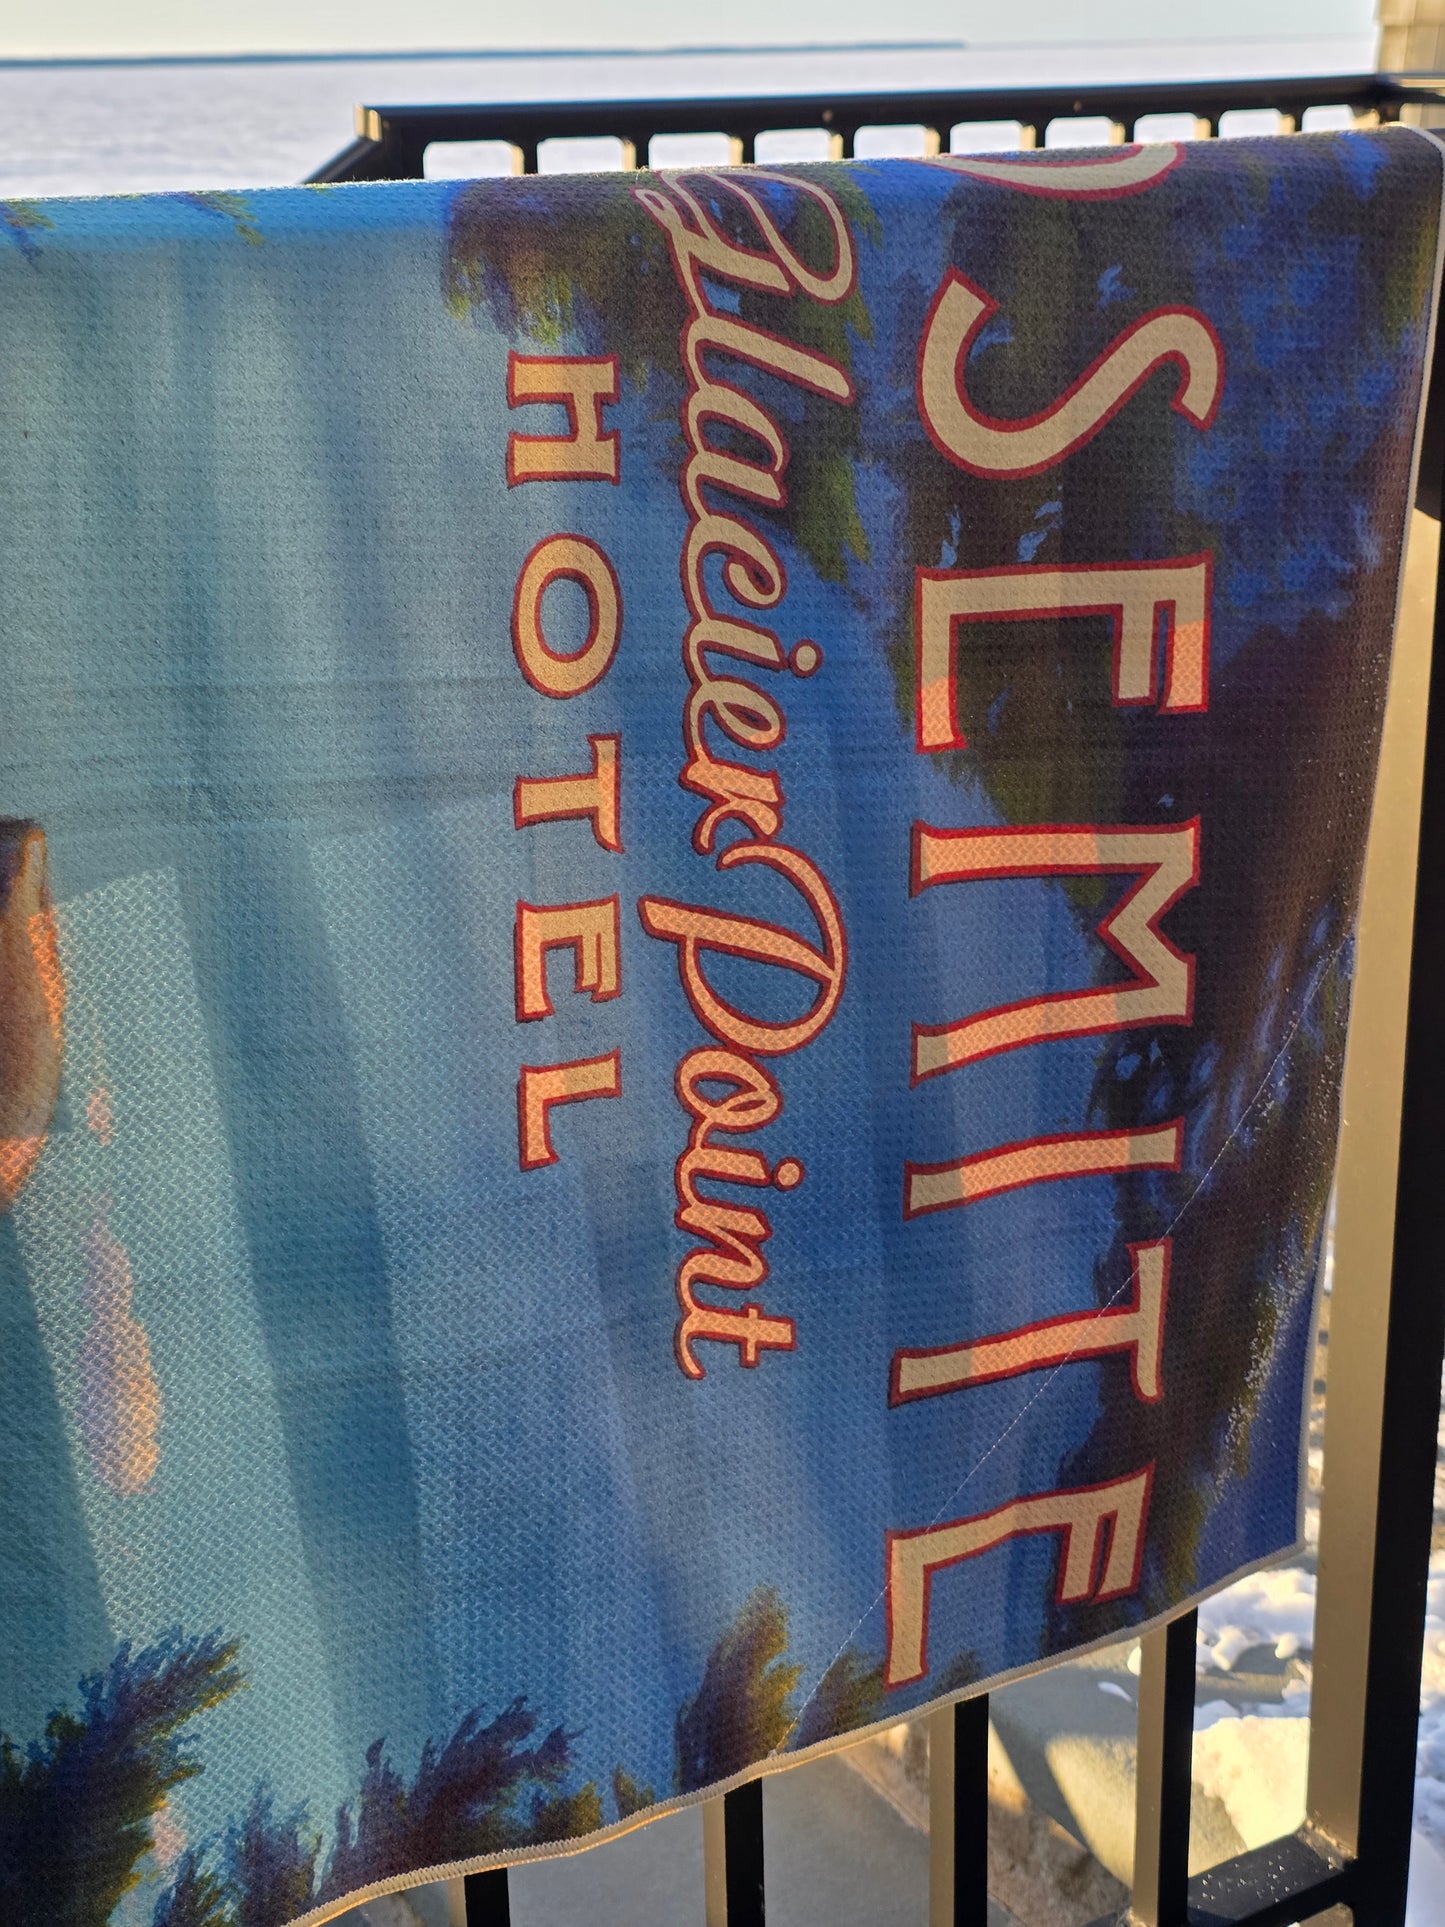 SEMITE
Glacier Point
HOTEL